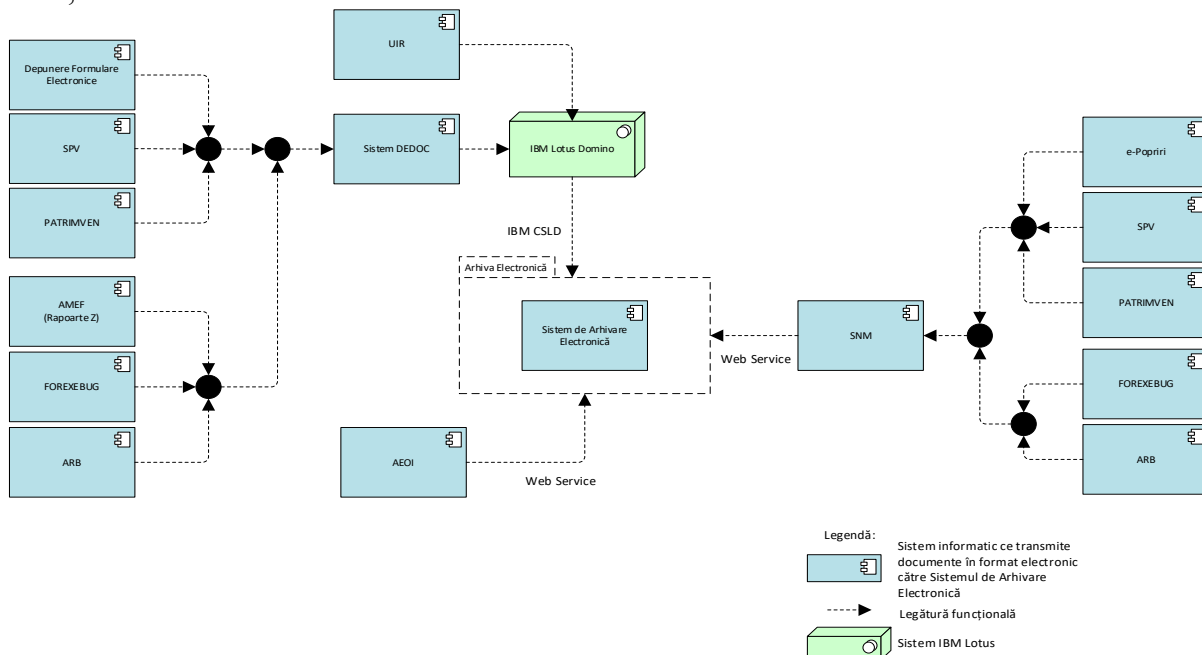 Depunere Formulare
Electronice
SPV
PATRIMVEN
AMEF
(Rapoarte Z)
FOREXEBUG
ARB
UIR
Sistem DEDOC
IBM Lotus Domino
IBM CSLD
Arhiva Electronică
Sistem de Arhivare
Electronică
AEOI
Web Service
Web Service
SNM
e-Popriri
SPV
PATRIMVEN
FOREXEBUG
ARB
Legendă:
Sistem informatic ce transmite
documente în format electronic
către Sistemul de Arhivare
Electronică
Legătură funcțională
Sistem IBM Lotus